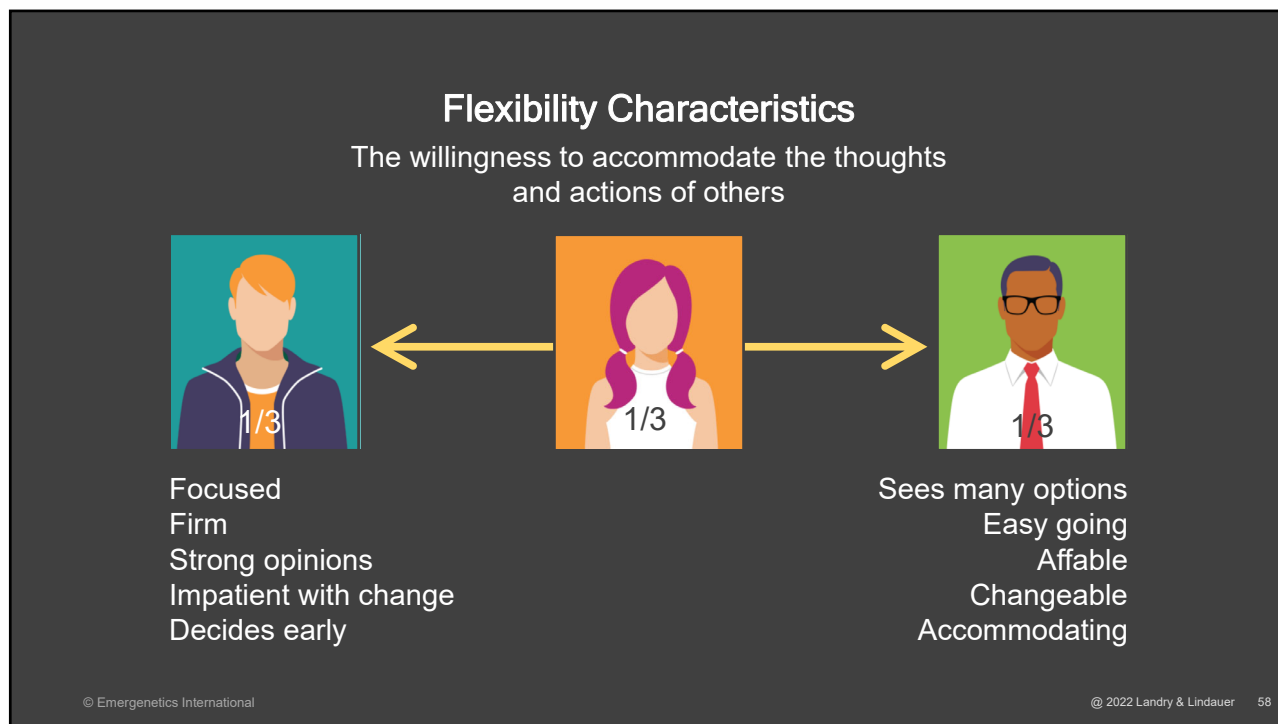 Flexibility Characteristics
The willingness to accommodate the thoughts
and actions of others
1/3
1/3
1/3
Focused
Firm
Strong opinions
Impatient with change
Decides early
Sees many options
Easy going
Affable
Changeable
Accommodating
© Emergenetics International
@ 2022 Landry & Lindauer 58